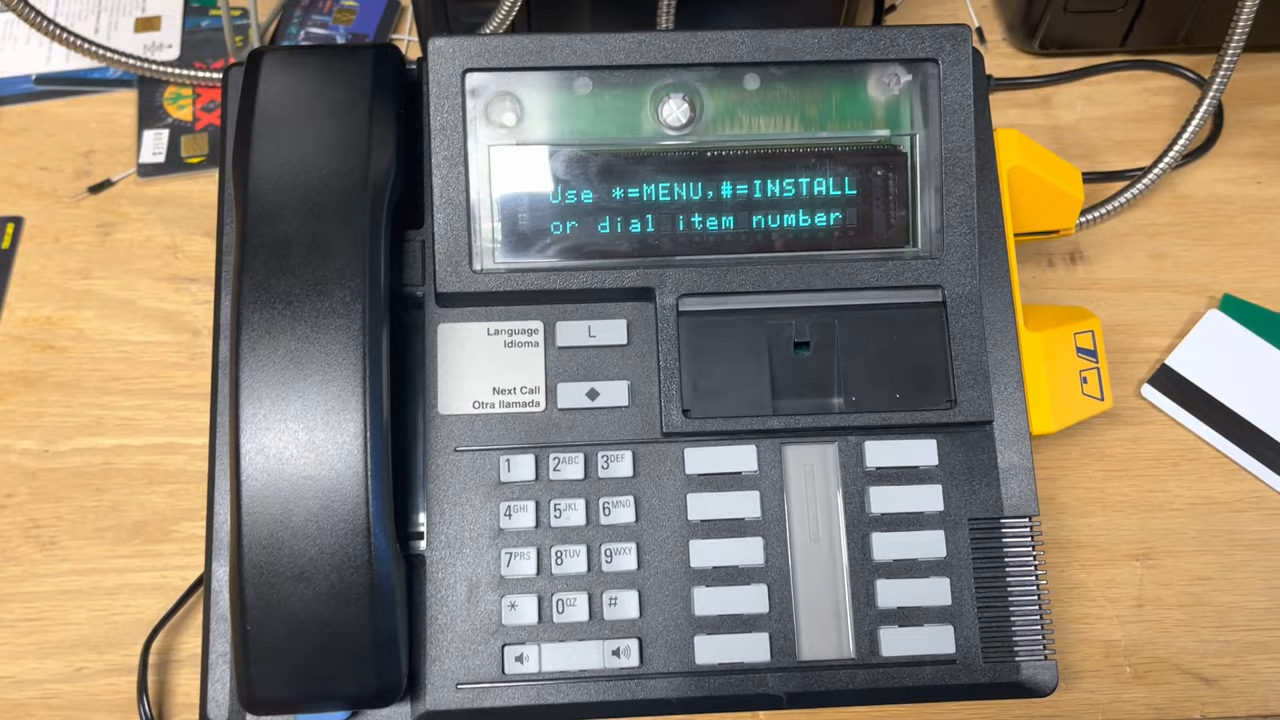 Use *=MENU,#=INSTALL
or dial item number
Language
Idioma
L
Next Call
Otra llamada
1
2ABC
3DEF
4GHI
5JKL
6MNO
7PRS
8TUV
9WXY
*
0QZ
#